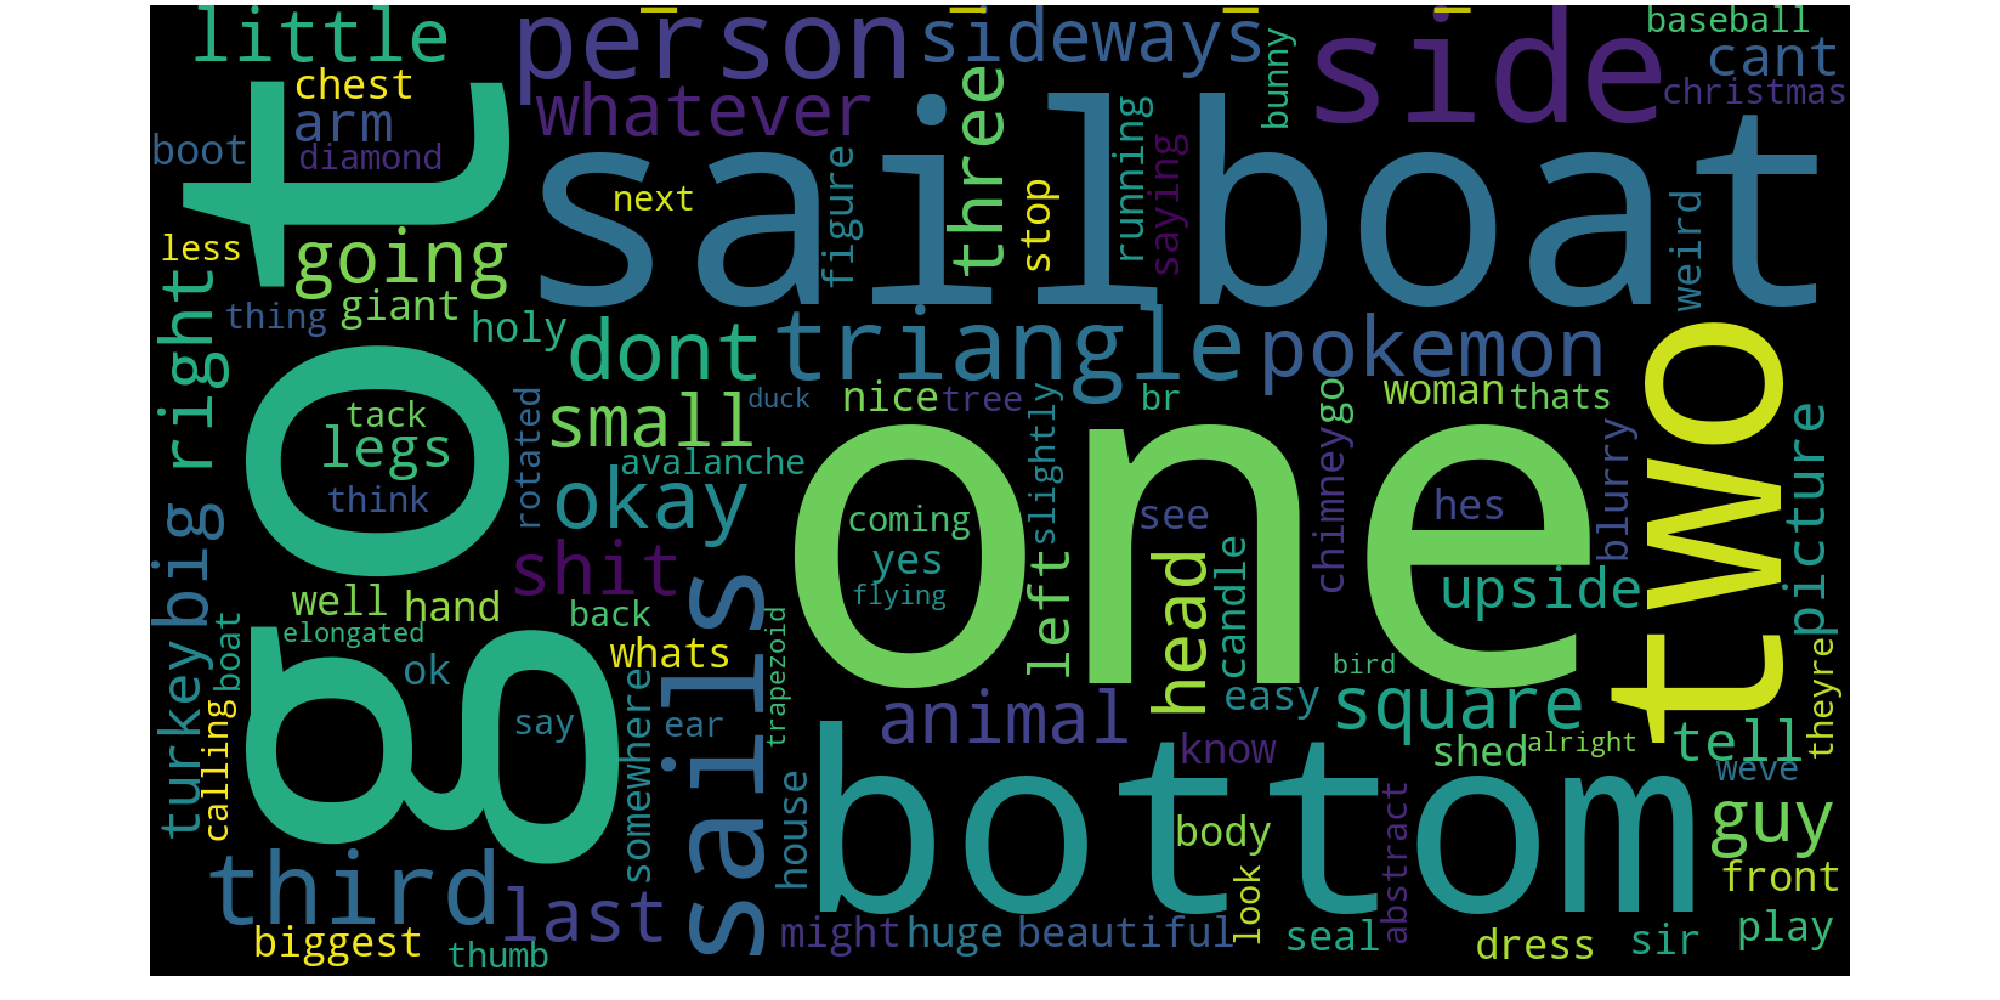 little
person
sideways
side
baseball
cant
christmas
chest
arm
diamond
boot
whatever
three
bunny
running
saying
got
sailboat
next
figure
stop
weird
less
going
giant
thing
holy
right
dont
triangle
pokemon
two
duck
nice
tree
br
go
woman
thats
tack
legs
think
rotated
small
avalanche
okay
one
slightly
chimney
blurry
picture
coming
yes
flying
see
hes
big
shit
left
head
candle
upside
well
hand
elongated
back
boat
ok
whats
trapezoid
bird
turkey
calling
say
somewhere
ear
sails
animal
easy
square
know
shed
alright
tell
theyre
weve
bottom
house
body
abstract
guy
front
third
last
biggest
thumb
might
huge
beautiful
look
seal
dress
sir
play